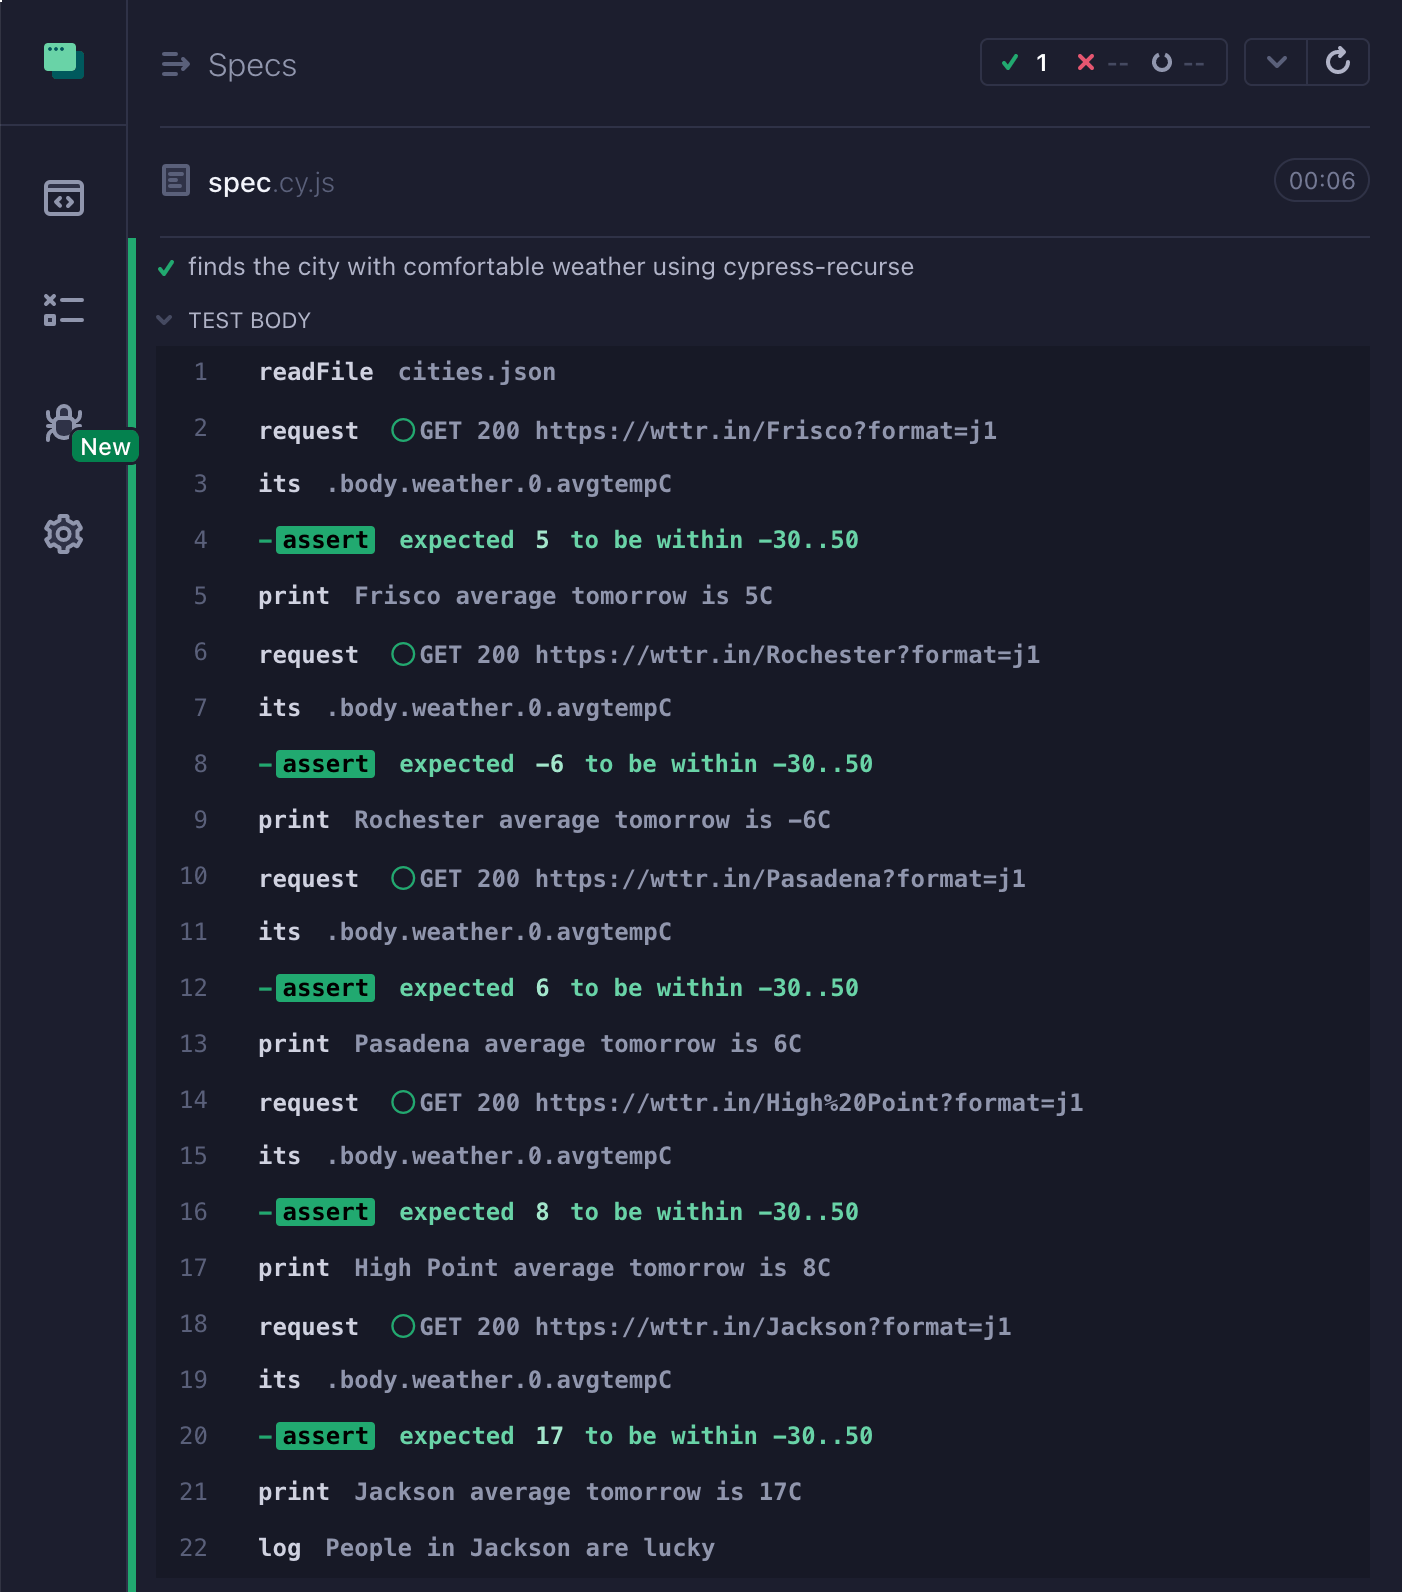 Specs
1 -- --
spec.cy.js 00:06
finds the city with comfortable weather using cypress-recurse
TEST BODY
1 readFile cities.json
2 request GET 200 https://wttr.in/Frisco?format=j1
3 its .body.weather.0.avgtempC
4 -assert expected 5 to be within -30..50
5 print Frisco average tomorrow is 5C
6 request GET 200 https://wttr.in/Rochester?format=j1
7 its .body.weather.0.avgtempC
New
8 -assert expected -6 to be within -30..50
9 print Rochester average tomorrow is -6C
10 request GET 200 https://wttr.in/Pasadena?format=j1
11 its .body.weather.0.avgtempC
12 -assert expected 6 to be within -30..50
13 print Pasadena average tomorrow is 6C
14 request GET 200 https://wttr.in/High%20Point?format=j1
15 its .body.weather.0.avgtempC
16 -assert expected 8 to be within -30..50
17 print High Point average tomorrow is 8C
18 request GET 200 https://wttr.in/Jackson?format=j1
19 its .body.weather.0.avgtempC
20 -assert expected 17 to be within -30..50
21 print Jackson average tomorrow is 17C
22 log People in Jackson are lucky